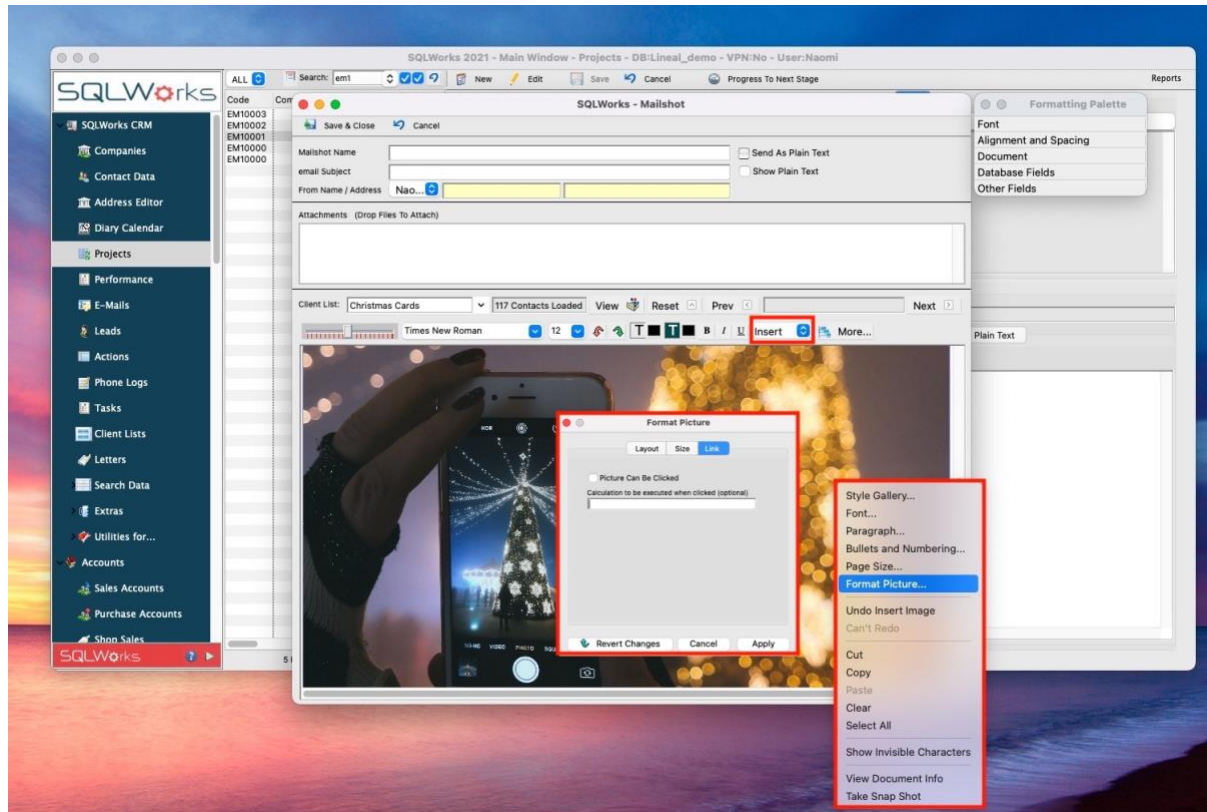 SQLWorks 2021 - Main Window - Projects - DB:Lineal_demo - VPN:No - User:Naomi
SQLWorks
ALL Search: em1 New Edit Save Cancel Progress To Next Stage Reports
Code
EM10003
EM10002
EM10001
EM10000
EM10000
SQLWorks CRM
Companies
Contact Data
Address Editor
Diary Calendar
Projects
Performance
E-Mails
Leads
Actions
Phone Logs
Tasks
Client Lists
Letters
Search Data
Extras
Utilities for...
Accounts
Sales Accounts
Purchase Accounts
Shop Sales
SQLWorks
SQLWorks - Mailshot
Save & Close Cancel
Mailshot Name Send As Plain Text
email Subject Show Plain Text
From Name / Address Nao...
Attachments (Drop Files To Attach)
Client List: Christmas Cards 117 Contacts Loaded View Reset Prev Next
Times New Roman 12 T T B I U Insert More...
HDR
VIDEO PHOTO
Format Picture
Layout Size Link
Picture Can Be Clicked
Calculation to be executed when clicked (optional)
Revert Changes Cancel Apply
Style Gallery...
Font...
Paragraph...
Bullets and Numbering...
Page Size...
Format Picture...
Undo Insert Image
Can't Redo
Cut
Copy
Paste
Clear
Select All
Show Invisible Characters
View Document Info
Take Snap Shot
Formatting Palette
Font
Alignment and Spacing
Document
Database Fields
Other Fields
Plain Text